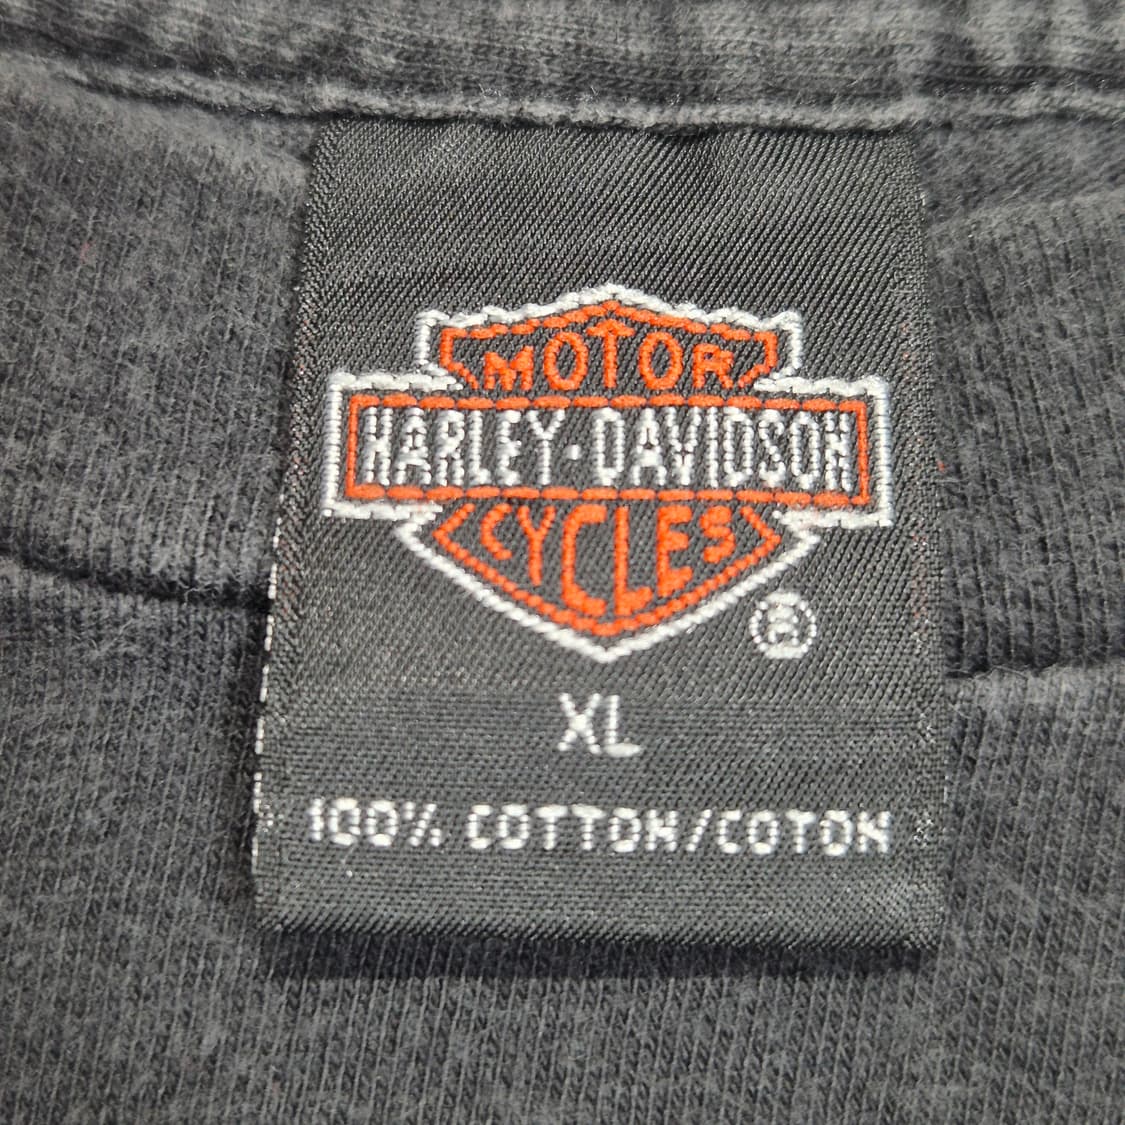 MOTOR
HARLEY-DAVIDSON
CYCLES
®
XL
100% COTTON/COTON